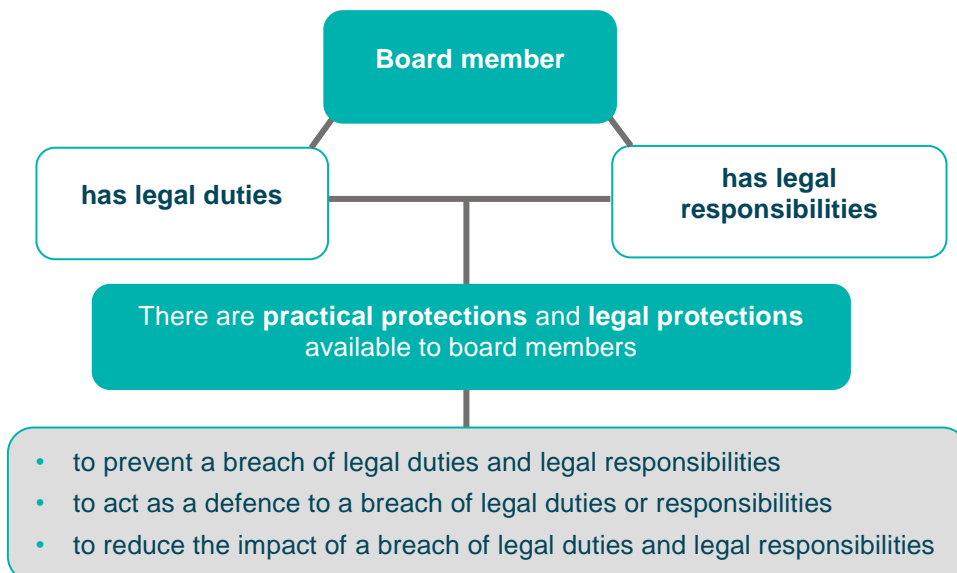 Board member
has legal duties
has legal
responsibilities
There are practical protections and legal protections
available to board members
• to prevent a breach of legal duties and legal responsibilities
• to act as a defence to a breach of legal duties or responsibilities
• to reduce the impact of a breach of legal duties and legal responsibilities